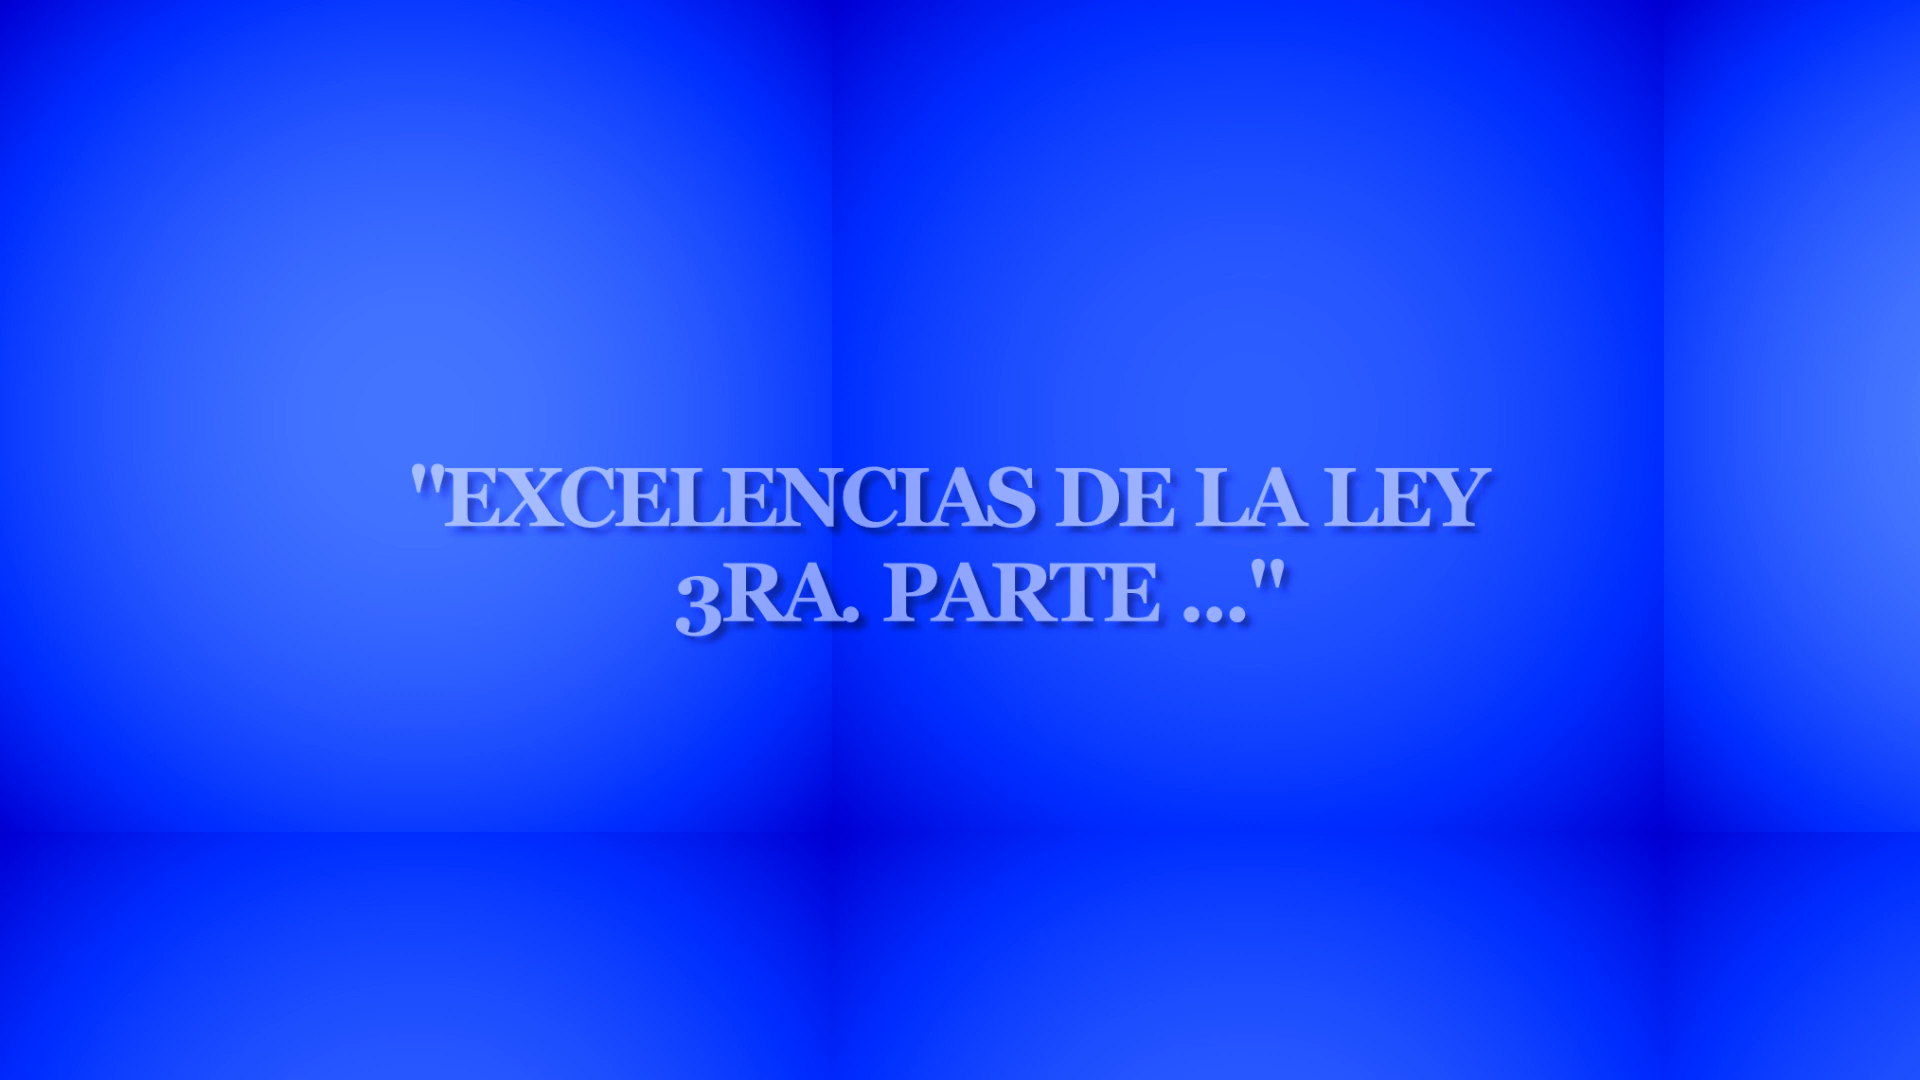 "EXCELENCIAS DE LA LEY
3RA. PARTE ..."